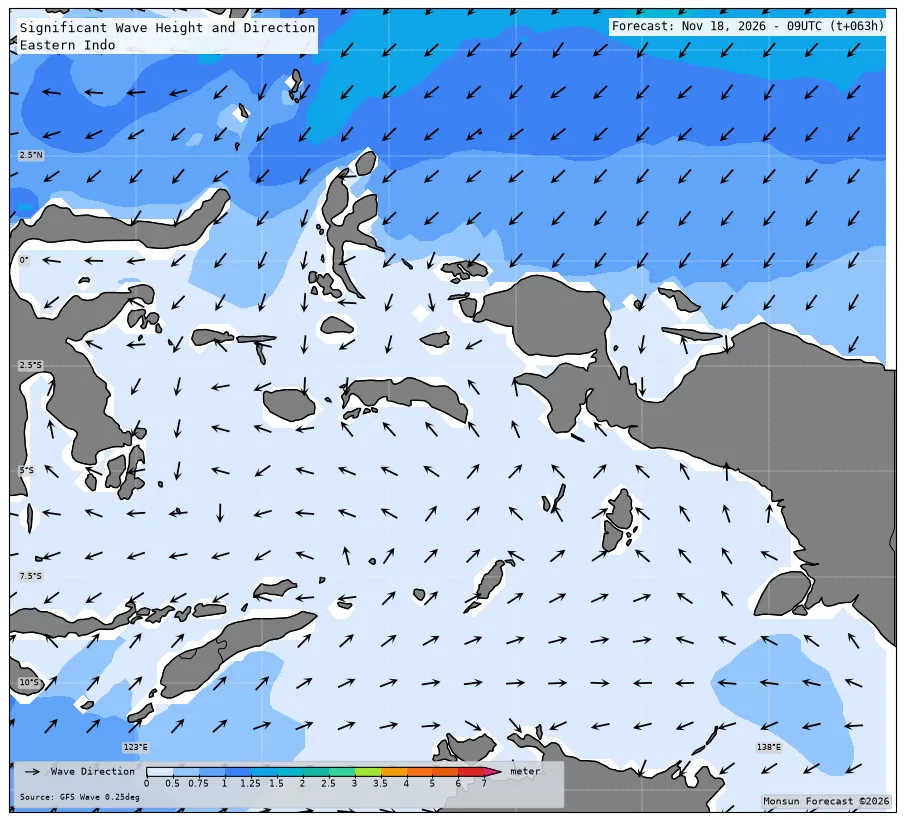 Significant Wave Height and Direction
Eastern Indo
Forecast: Nov 18, 2026 - 09UTC (t+063h)
2.5°N
0°
2.5°S
5°S
7.5°S
10°S
123°E
138°E
Wave Direction
meter
0 0.5 0.75 1 1.25 1.5 2 2.5 3 3.5 4 5 6 7
Source: GFS Wave 0.25deg
Monsun Forecast ©2026